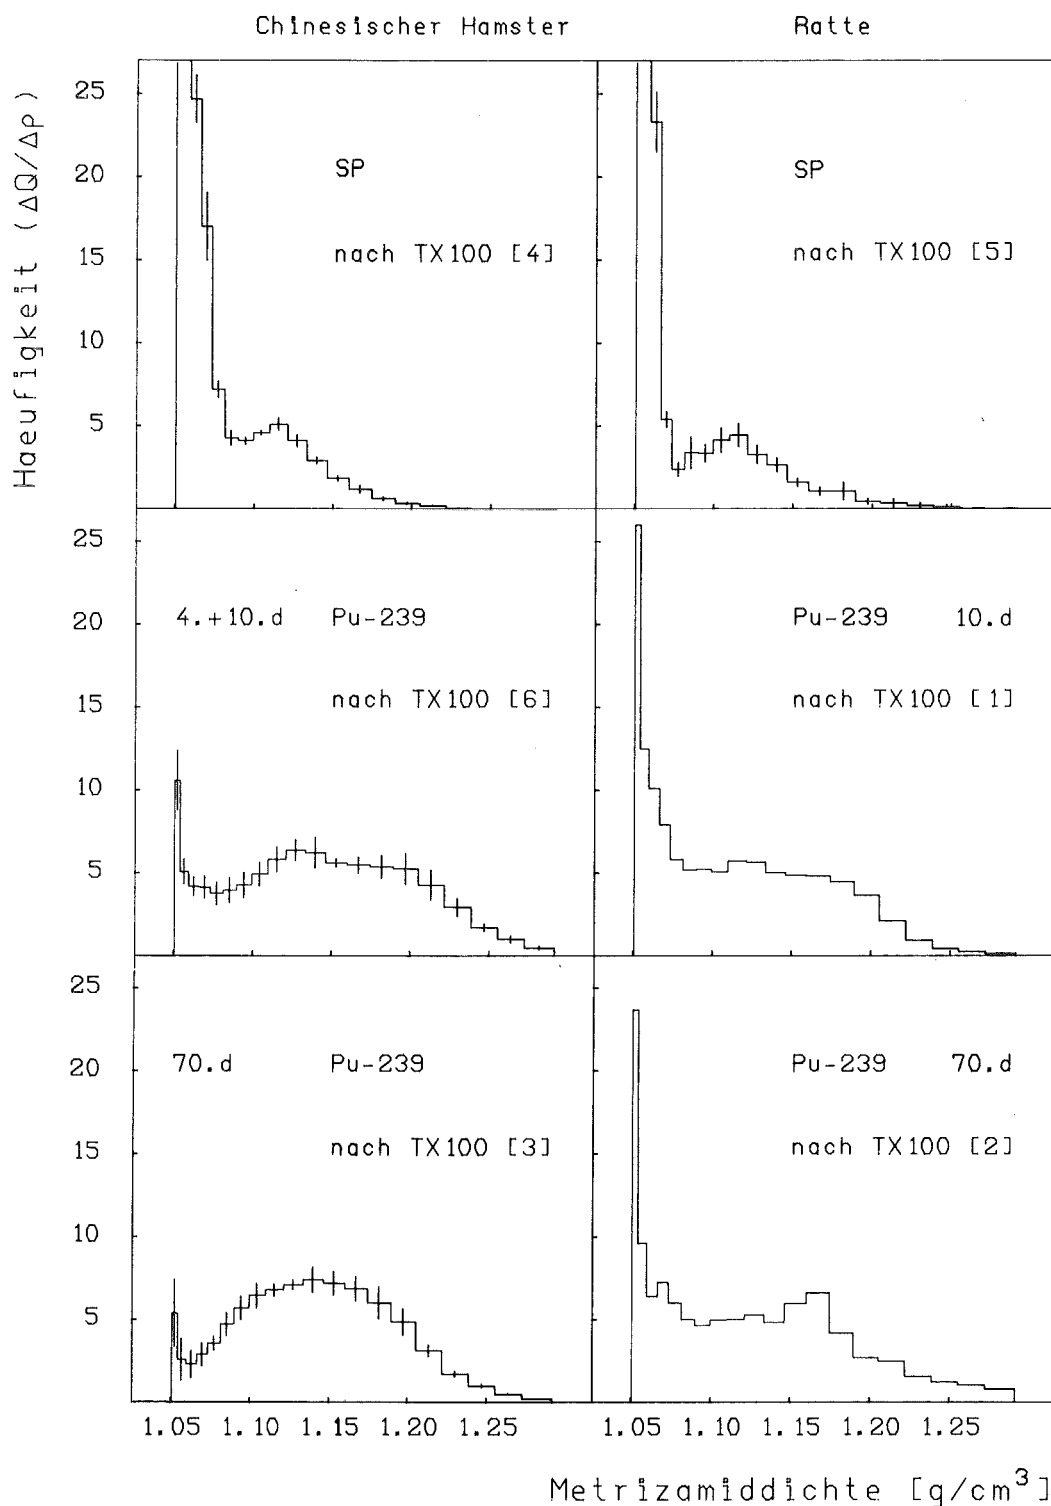 Chinesischer Hamster Ratte
Haeufigkeit (ΔQ/Δρ)
25
20
15
10
5
SP
nach TX100 [4]
SP
nach TX100 [5]
25
20
15
10
5
4.+10.d Pu-239
nach TX100 [6]
Pu-239 10.d
nach TX100 [1]
25
20
15
10
5
70.d Pu-239
nach TX100 [3]
Pu-239 70.d
nach TX100 [2]
1.05 1.10 1.15 1.20 1.25 1.05 1.10 1.15 1.20 1.25
Metrizamiddichte [g/cm³]